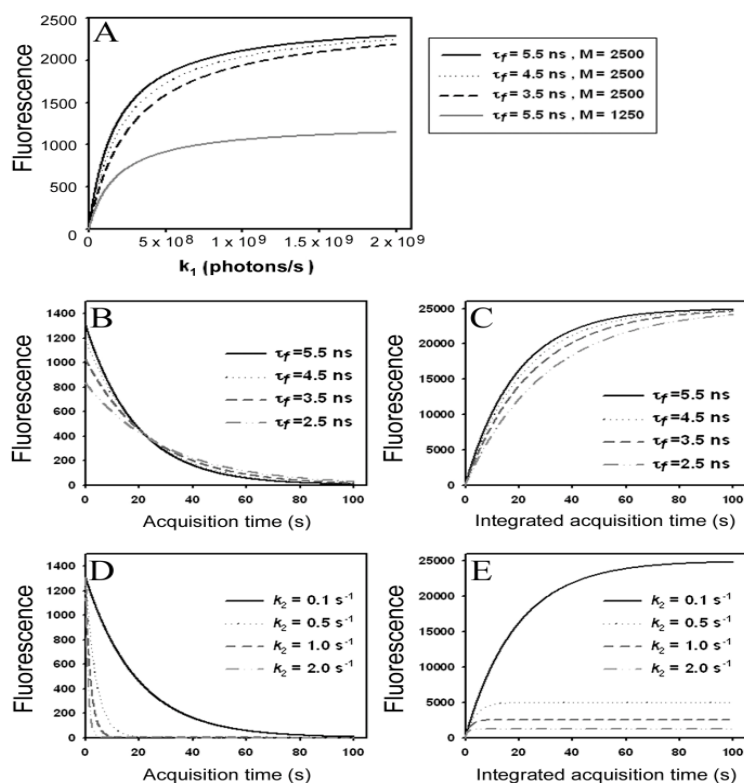 A
Fluorescence
2500
2000
1500
1000
500
0
0
5 x 10⁸
1 x 10⁹
1.5 x 10⁹
2 x 10⁹
k₁ (photons/s)
τf = 5.5 ns , M = 2500
τf = 4.5 ns , M = 2500
τf = 3.5 ns , M = 2500
τf = 5.5 ns , M = 1250
B
Fluorescence
1400
1200
1000
800
600
400
200
0
τf =5.5 ns
τf =4.5 ns
τf =3.5 ns
τf =2.5 ns
0 20 40 60 80 100
Acquisition time (s)
C
Fluorescence
25000
20000
15000
10000
5000
0
τf =5.5 ns
τf =4.5 ns
τf =3.5 ns
τf =2.5 ns
0 20 40 60 80 100
Integrated acquisition time (s)
D
Fluorescence
1400
1200
1000
800
600
400
200
0
k₂ = 0.1 s⁻¹
k₂ = 0.5 s⁻¹
k₂ = 1.0 s⁻¹
k₂ = 2.0 s⁻¹
0 20 40 60 80 100
Acquisition time (s)
E
Fluorescence
25000
20000
15000
10000
5000
0
k₂ = 0.1 s⁻¹
k₂ = 0.5 s⁻¹
k₂ = 1.0 s⁻¹
k₂ = 2.0 s⁻¹
0 20 40 60 80 100
Integrated acquisition time (s)